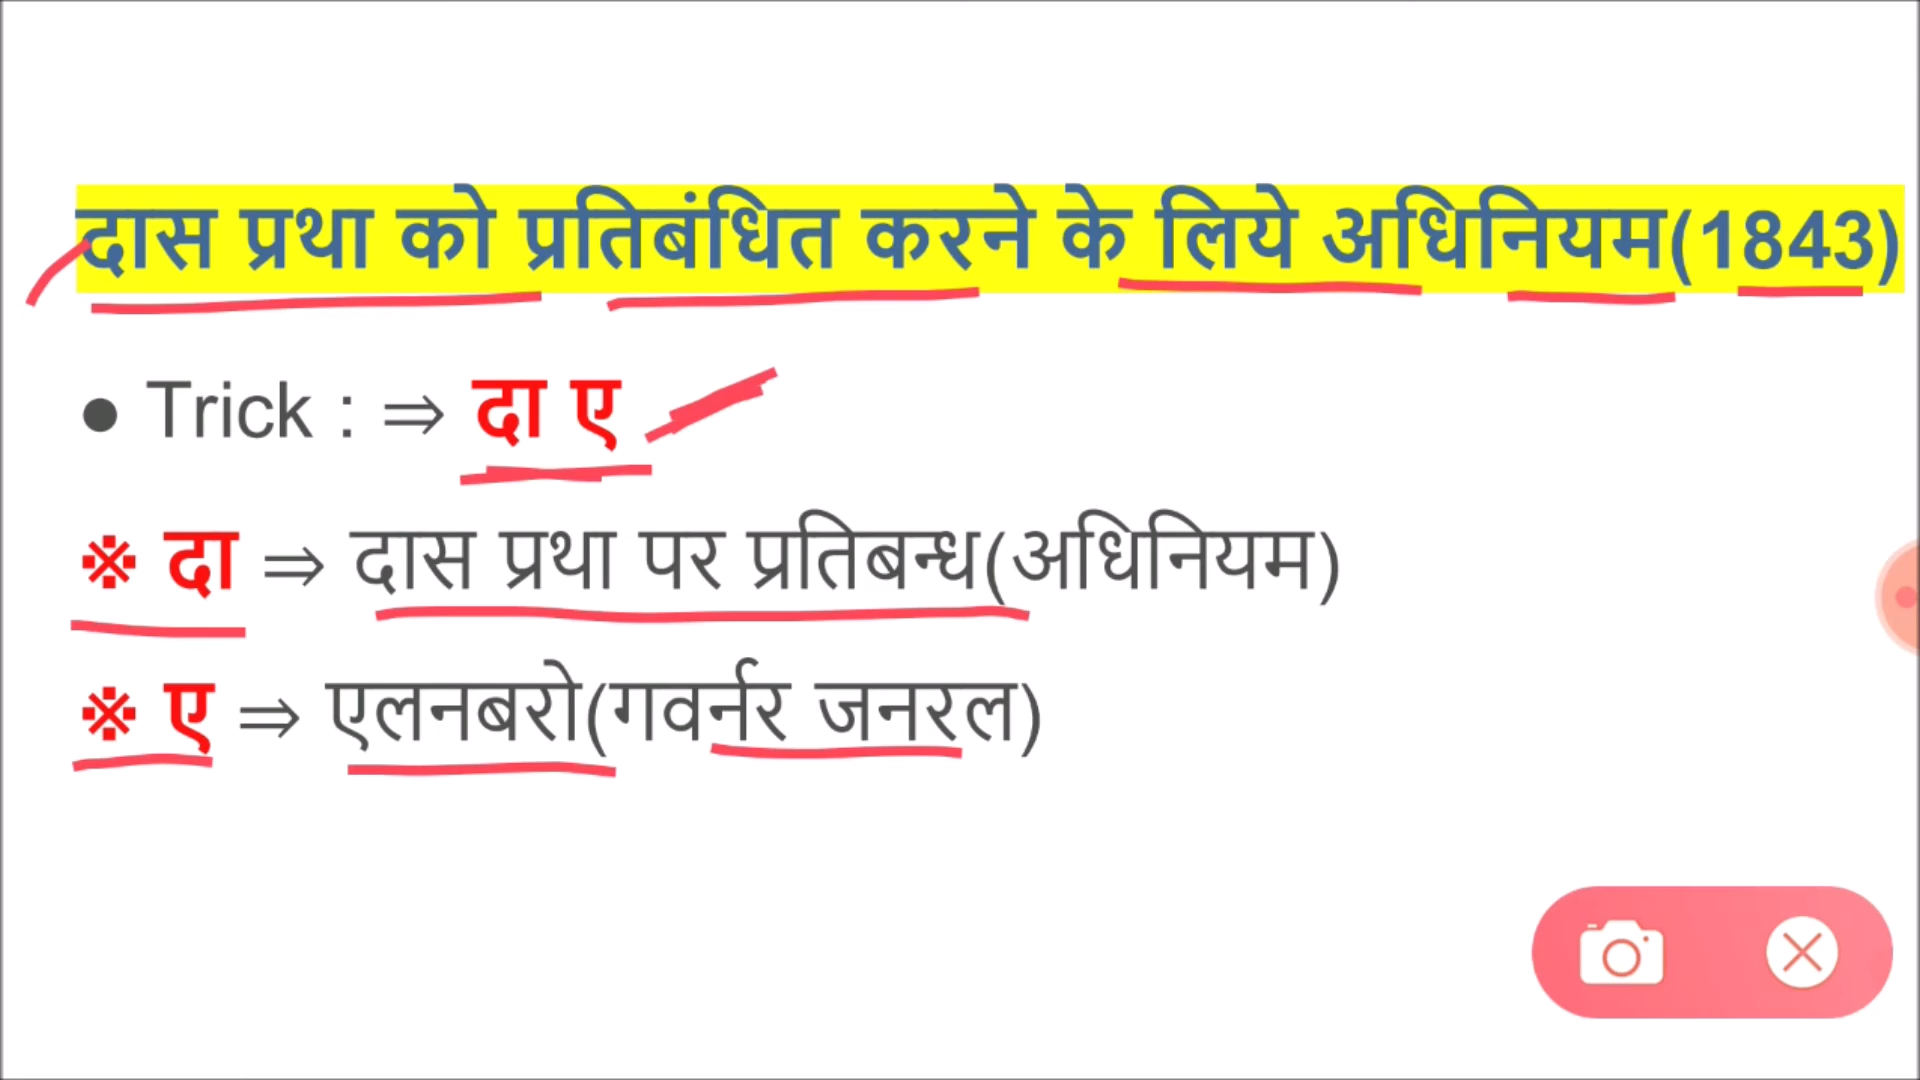 दास प्रथा को प्रतिबंधित करने के लिये अधिनियम(1843)
● Trick : ⇒ दा ए
※ दा ⇒ दास प्रथा पर प्रतिबन्ध(अधिनियम)
※ ए ⇒ एलनबरो(गवर्नर जनरल)